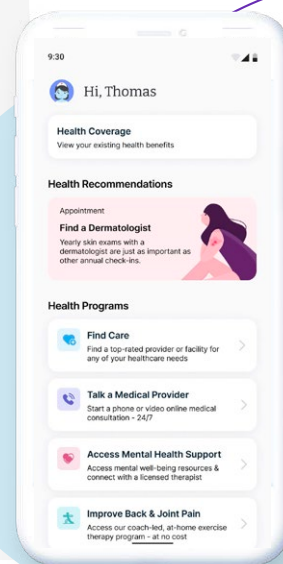 9:30
Hi, Thomas
Health Coverage
View your existing health benefits
Health Recommendations
Appointment
Find a Dermatologist
Yearly skin exams with a
dermatologist are just as important as
other annual check-ins.
Health Programs
Find Care
Find a top-rated provider or facility for
any of your healthcare needs
Talk a Medical Provider
Start a phone or video online medical
consultation - 24/7
Access Mental Health Support
Access mental well-being resources &
connect with a licensed therapist
Improve Back & Joint Pain
Access our coach-led, at-home exercise
therapy program - at no cost